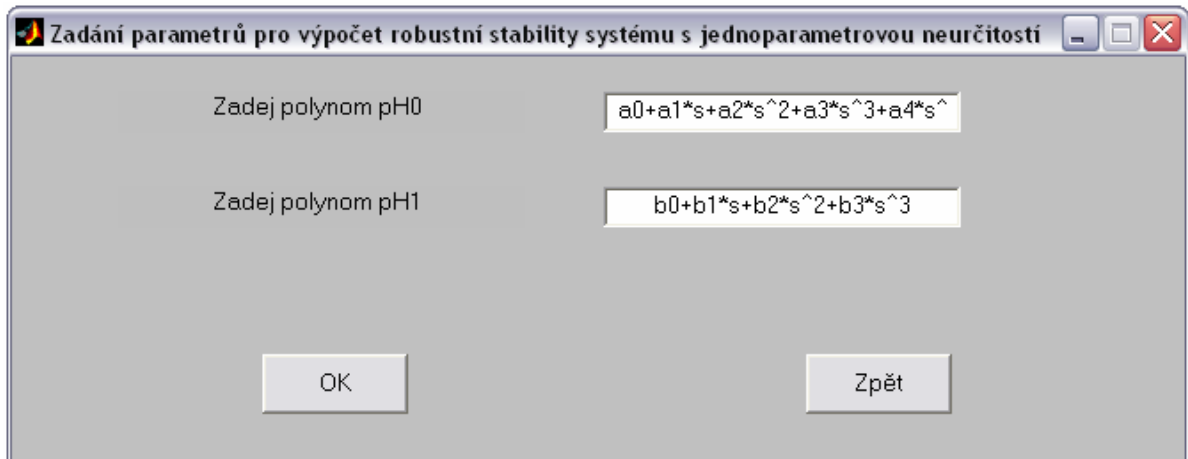 Zadání parametrů pro výpočet robustní stability systému s jednoparametrovou neurčitostí
Zadej polynom pH0 a0+a1*s+a2*s^2+a3*s^3+a4*s^
Zadej polynom pH1 b0+b1*s+b2*s^2+b3*s^3
OK Zpět